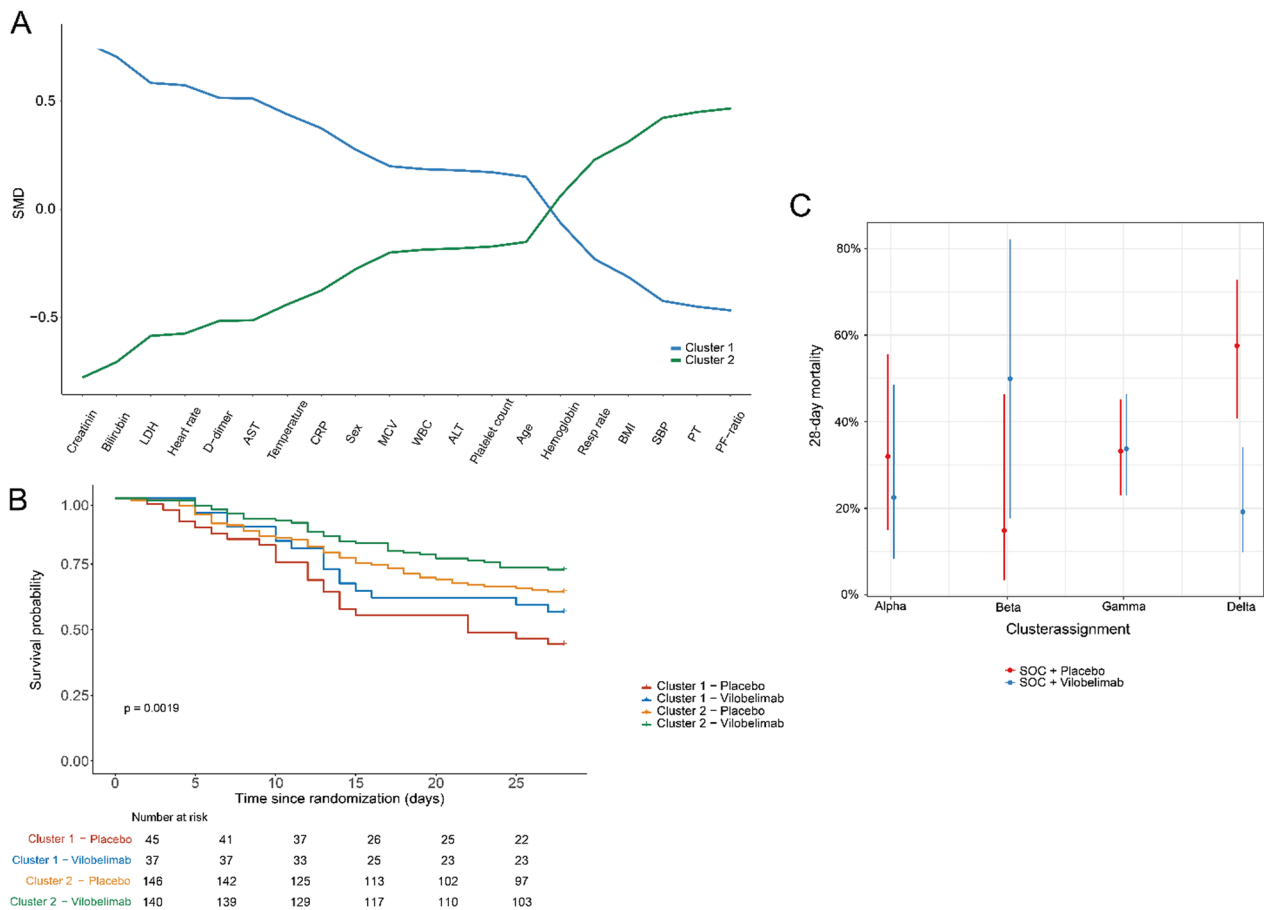 A
0.5
0.0
−0.5
SMD
Cluster 1
Cluster 2
Creatinin
Bilirubin
LDH
Heart rate
D−dimer
AST
Temperature
CRP
Sex
MCV
WBC
ALT
Platelet count
Age
Hemoglobin
Resp rate
BMI
SBP
PT
PF−ratio
B
1.00
0.75
0.50
0.25
0.00
Survival probability
p = 0.0019
0 5 10 15 20 25
Time since randomization (days)
Cluster 1 − Placebo
Cluster 1 − Vilobelimab
Cluster 2 − Placebo
Cluster 2 − Vilobelimab
Number at risk
Cluster 1 − Placebo 45 41 37 26 25 22
Cluster 1 − Vilobelimab 37 37 33 25 23 23
Cluster 2 − Placebo 146 142 125 113 102 97
Cluster 2 − Vilobelimab 140 139 129 117 110 103
C
80%
60%
40%
20%
0%
28-day mortality
Alpha Beta Gamma Delta
Clusterassignment
SOC + Placebo
SOC + Vilobelimab